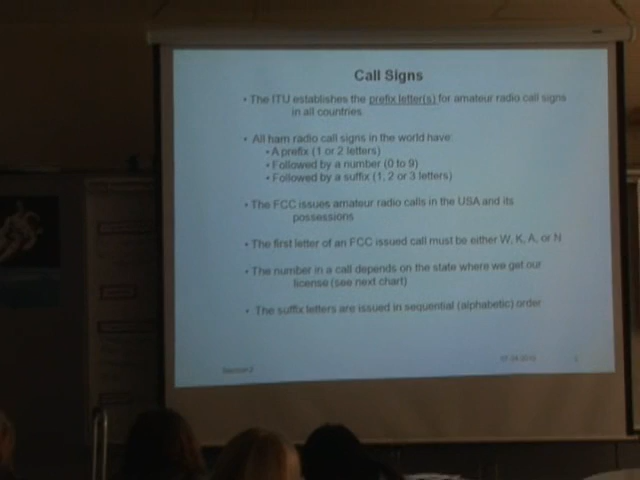 Call Signs
• The ITU establishes the prefix letter(s) for amateur radio call signs
in all countries
• All ham radio call signs in the world have:
• A prefix (1 or 2 letters)
• Followed by a number (0 to 9)
• Followed by a suffix (1, 2 or 3 letters)
• The FCC issues amateur radio calls in the USA and its
possessions
• The first letter of an FCC issued call must be either W, K, A, or N
• The number in a call depends on the state where we get our
license (see next chart)
• The suffix letters are issued in sequential (alphabetic) order